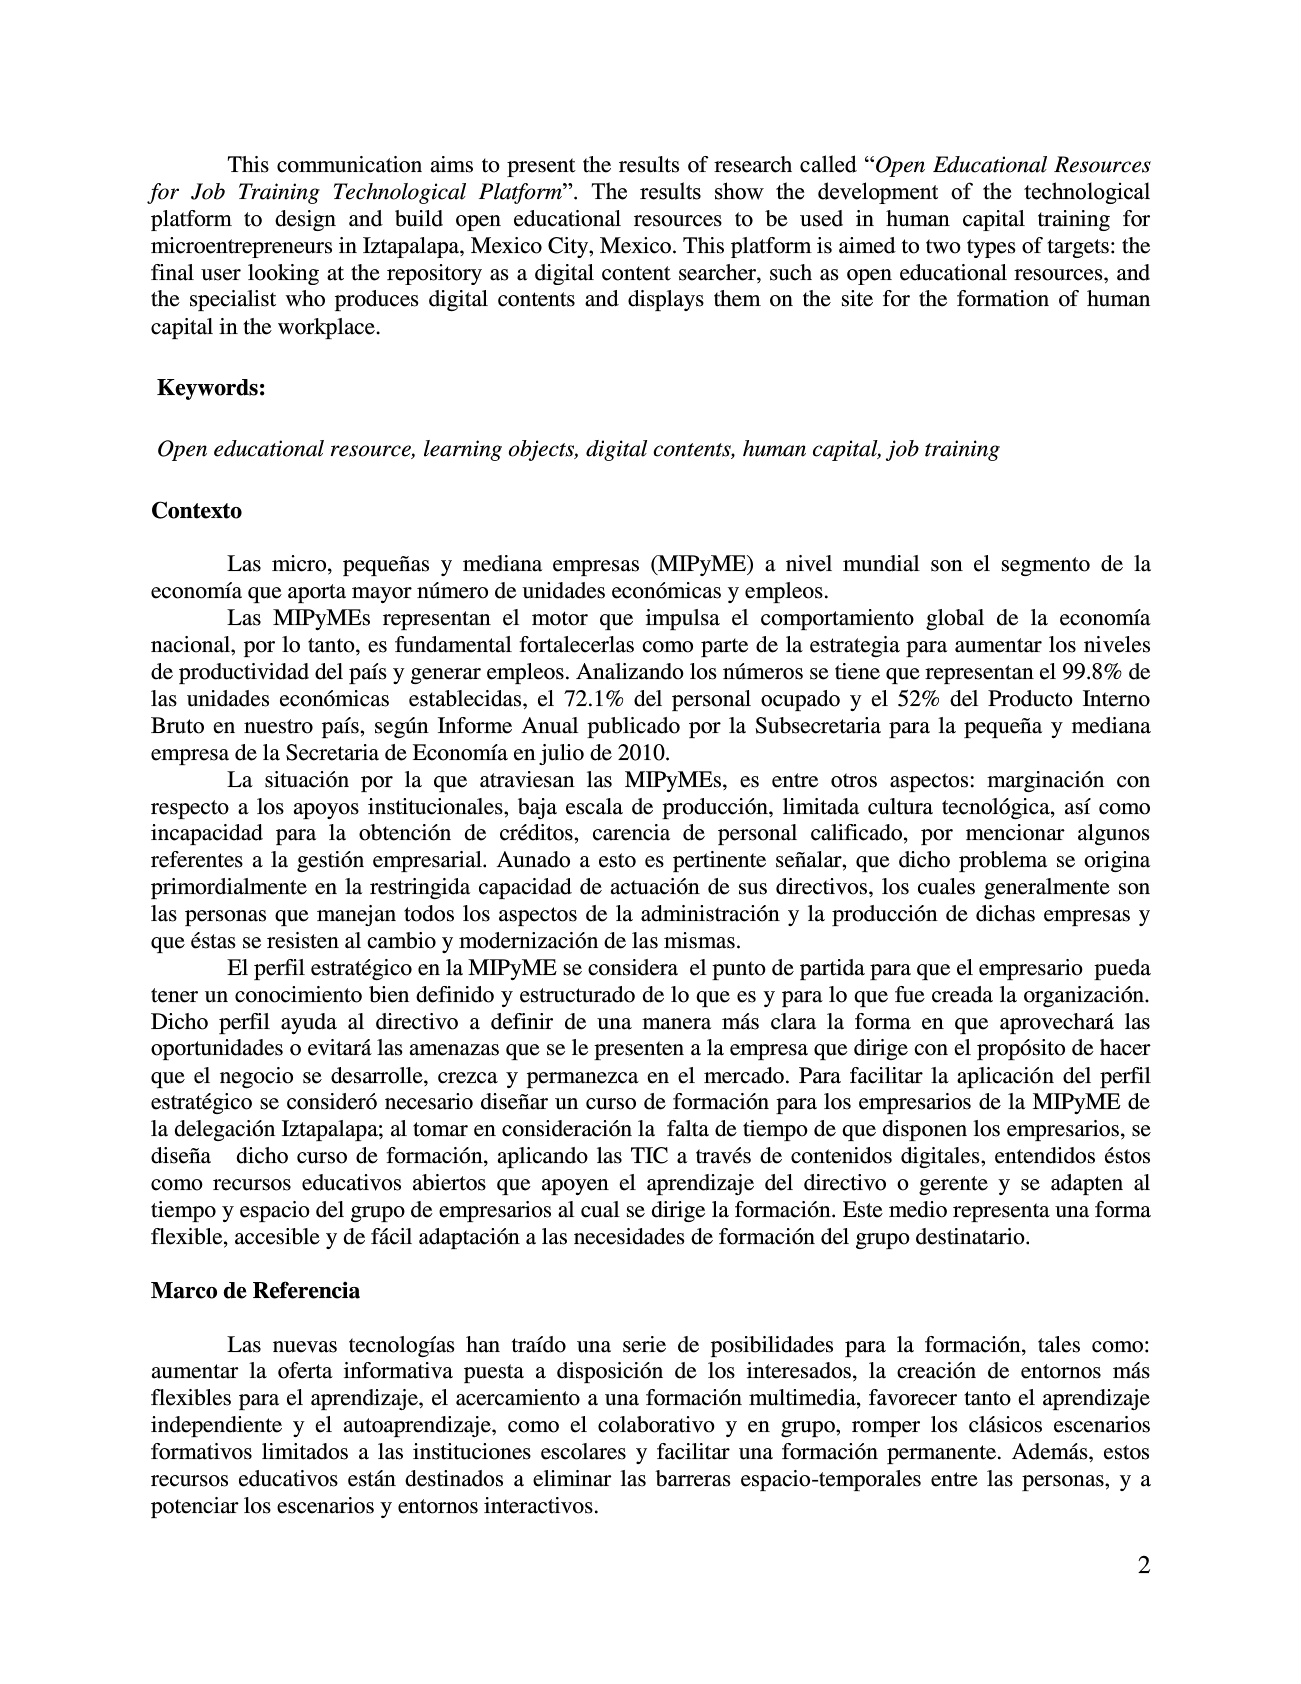 This communication aims to present the results of research called “Open Educational Resources
for Job Training Technological Platform”. The results show the development of the technological
platform to design and build open educational resources to be used in human capital training for
microentrepreneurs in Iztapalapa, Mexico City, Mexico. This platform is aimed to two types of targets: the
final user looking at the repository as a digital content searcher, such as open educational resources, and
the specialist who produces digital contents and displays them on the site for the formation of human
capital in the workplace.
Keywords:
Open educational resource, learning objects, digital contents, human capital, job training
Contexto
Las micro, pequeñas y mediana empresas (MIPyME) a nivel mundial son el segmento de la
economía que aporta mayor número de unidades económicas y empleos.
Las MIPyMEs representan el motor que impulsa el comportamiento global de la economía
nacional, por lo tanto, es fundamental fortalecerlas como parte de la estrategia para aumentar los niveles
de productividad del país y generar empleos. Analizando los números se tiene que representan el 99.8% de
las unidades económicas establecidas, el 72.1% del personal ocupado y el 52% del Producto Interno
Bruto en nuestro país, según Informe Anual publicado por la Subsecretaria para la pequeña y mediana
empresa de la Secretaria de Economía en julio de 2010.
La situación por la que atraviesan las MIPyMEs, es entre otros aspectos: marginación con
respecto a los apoyos institucionales, baja escala de producción, limitada cultura tecnológica, así como
incapacidad para la obtención de créditos, carencia de personal calificado, por mencionar algunos
referentes a la gestión empresarial. Aunado a esto es pertinente señalar, que dicho problema se origina
primordialmente en la restringida capacidad de actuación de sus directivos, los cuales generalmente son
las personas que manejan todos los aspectos de la administración y la producción de dichas empresas y
que éstas se resisten al cambio y modernización de las mismas.
El perfil estratégico en la MIPyME se considera el punto de partida para que el empresario pueda
tener un conocimiento bien definido y estructurado de lo que es y para lo que fue creada la organización.
Dicho perfil ayuda al directivo a definir de una manera más clara la forma en que aprovechará las
oportunidades o evitará las amenazas que se le presenten a la empresa que dirige con el propósito de hacer
que el negocio se desarrolle, crezca y permanezca en el mercado. Para facilitar la aplicación del perfil
estratégico se consideró necesario diseñar un curso de formación para los empresarios de la MIPyME de
la delegación Iztapalapa; al tomar en consideración la falta de tiempo de que disponen los empresarios, se
diseña dicho curso de formación, aplicando las TIC a través de contenidos digitales, entendidos éstos
como recursos educativos abiertos que apoyen el aprendizaje del directivo o gerente y se adapten al
tiempo y espacio del grupo de empresarios al cual se dirige la formación. Este medio representa una forma
flexible, accesible y de fácil adaptación a las necesidades de formación del grupo destinatario.
Marco de Referencia
Las nuevas tecnologías han traído una serie de posibilidades para la formación, tales como:
aumentar la oferta informativa puesta a disposición de los interesados, la creación de entornos más
flexibles para el aprendizaje, el acercamiento a una formación multimedia, favorecer tanto el aprendizaje
independiente y el autoaprendizaje, como el colaborativo y en grupo, romper los clásicos escenarios
formativos limitados a las instituciones escolares y facilitar una formación permanente. Además, estos
recursos educativos están destinados a eliminar las barreras espacio-temporales entre las personas, y a
potenciar los escenarios y entornos interactivos.
2